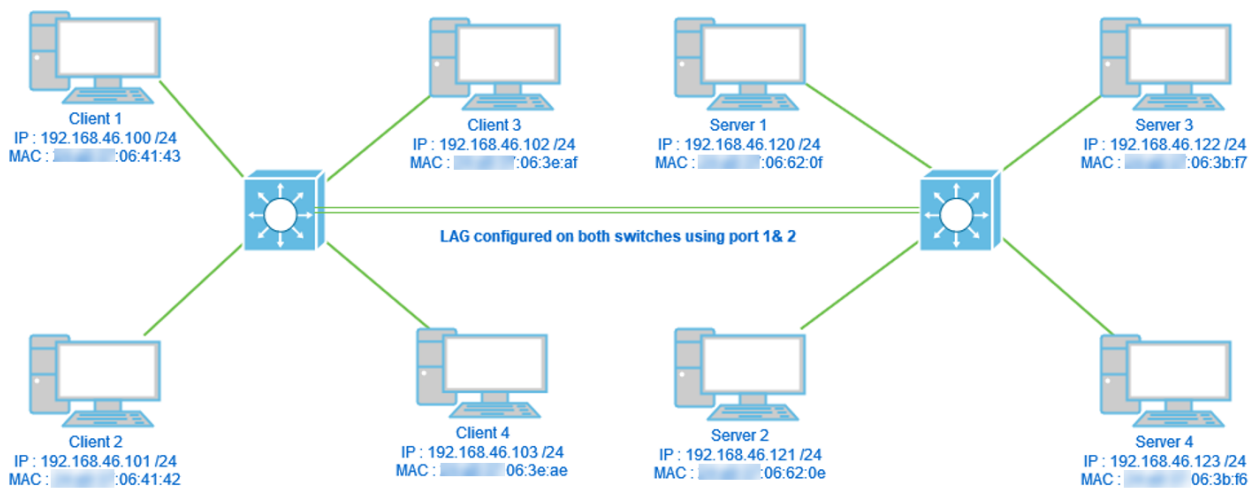 Client 1
IP : 192.168.46.100 /24
MAC : :06:41:43
Client 3
IP : 192.168.46.102 /24
MAC : :06:3e:af
Server 1
IP : 192.168.46.120 /24
MAC : :06:62:0f
Server 3
IP : 192.168.46.122 /24
MAC : :06:3b:f7
LAG configured on both switches using port 1& 2
Client 2
IP : 192.168.46.101 /24
MAC : :06:41:42
Client 4
IP : 192.168.46.103 /24
MAC : 06:3e:ae
Server 2
IP : 192.168.46.121 /24
MAC : :06:62:0e
Server 4
IP : 192.168.46.123 /24
MAC : 06:3b:f6